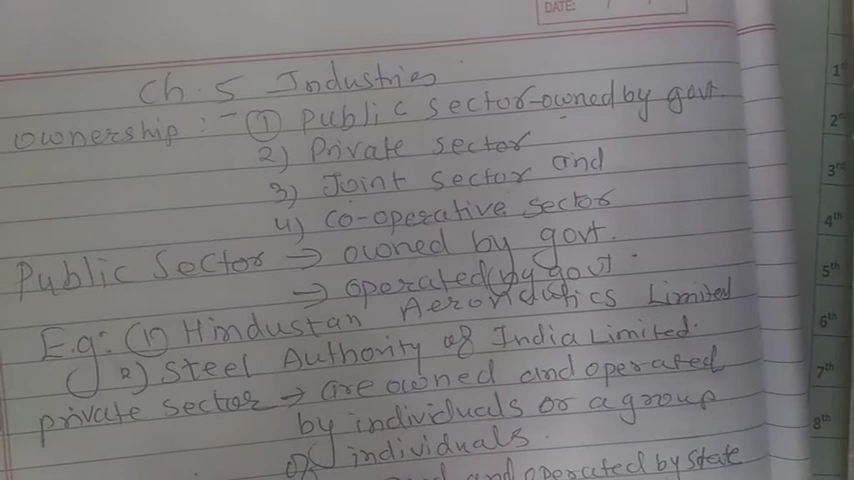 DATE:
Ch. 5 Industries
ownership :- ① Public sector-owned by govt.
2) Private sector
3) Joint sector and
4) co-operative sector
Public Sector → owned by govt.
→ operated by govt.
E.g: (1) Hindustan Aeronautics Limited
2) Steel Authority of India Limited.
private sector → are owned and operated
by individuals or a group
of individuals.
and operated by state
1st
2nd
3rd
4th
5th
6th
7th
8th